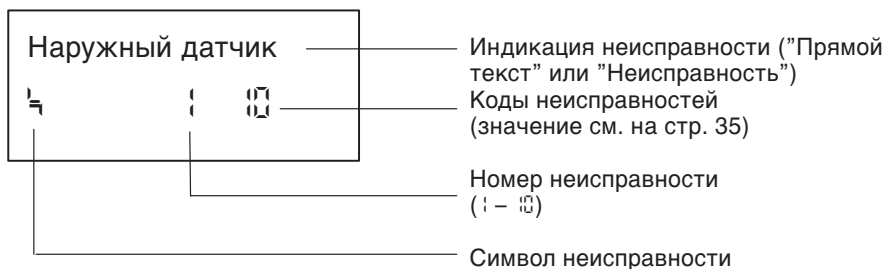 Наружный датчик
Ⴗ 1 10
Индикация неисправности ("Прямой
текст" или "Неисправность")
Коды неисправностей
(значение см. на стр. 35)
Номер неисправности
(1 – 10)
Символ неисправности